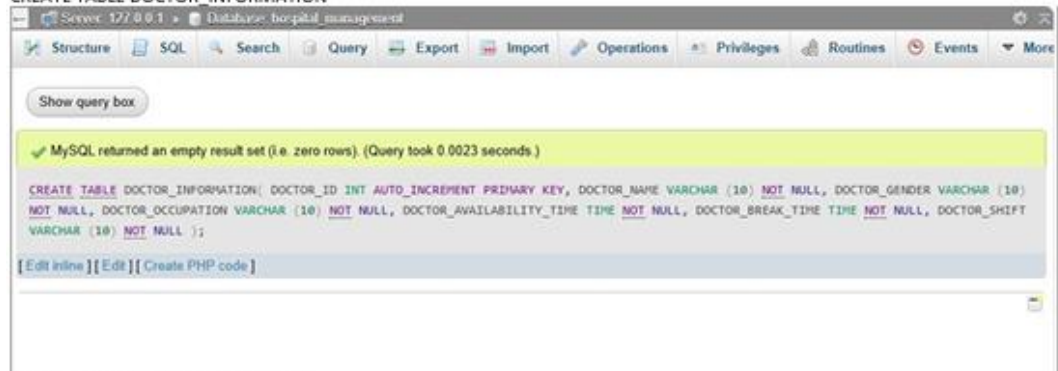 CREATE TABLE DOCTOR_INFORMATION
Server: 127.0.0.1 » Database: hospital_management
Structure SQL Search Query Export Import Operations Privileges Routines Events More
Show query box
MySQL returned an empty result set (i.e. zero rows). (Query took 0.0023 seconds.)
CREATE TABLE DOCTOR_INFORMATION( DOCTOR_ID INT AUTO_INCREMENT PRIMARY KEY, DOCTOR_NAME VARCHAR (10) NOT NULL, DOCTOR_GENDER VARCHAR (10)
NOT NULL, DOCTOR_OCCUPATION VARCHAR (10) NOT NULL, DOCTOR_AVAILABILITY_TIME TIME NOT NULL, DOCTOR_BREAK_TIME TIME NOT NULL, DOCTOR_SHIFT
VARCHAR (10) NOT NULL );
[ Edit inline ] [ Edit ] [ Create PHP code ]